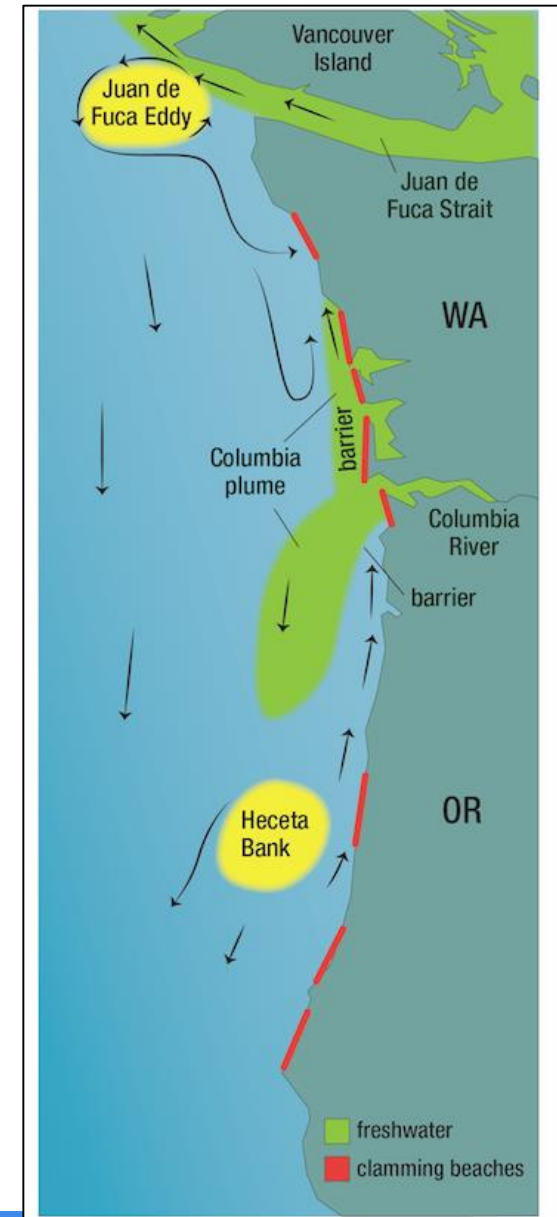 Vancouver
Island
Juan de
Fuca Eddy
Juan de
Fuca Strait
WA
barrier
Columbia
plume
Columbia
River
barrier
Heceta
Bank
OR
freshwater
clamming beaches